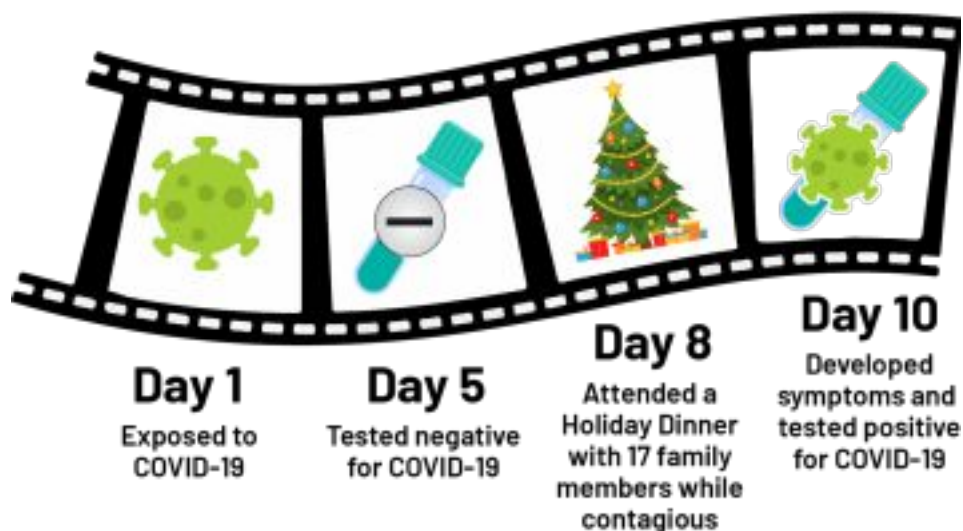 Day 1
Exposed to
COVID-19
Day 5
Tested negative
for COVID-19
Day 8
Attended a
Holiday Dinner
with 17 family
members while
contagious
Day 10
Developed
symptoms and
tested positive
for COVID-19